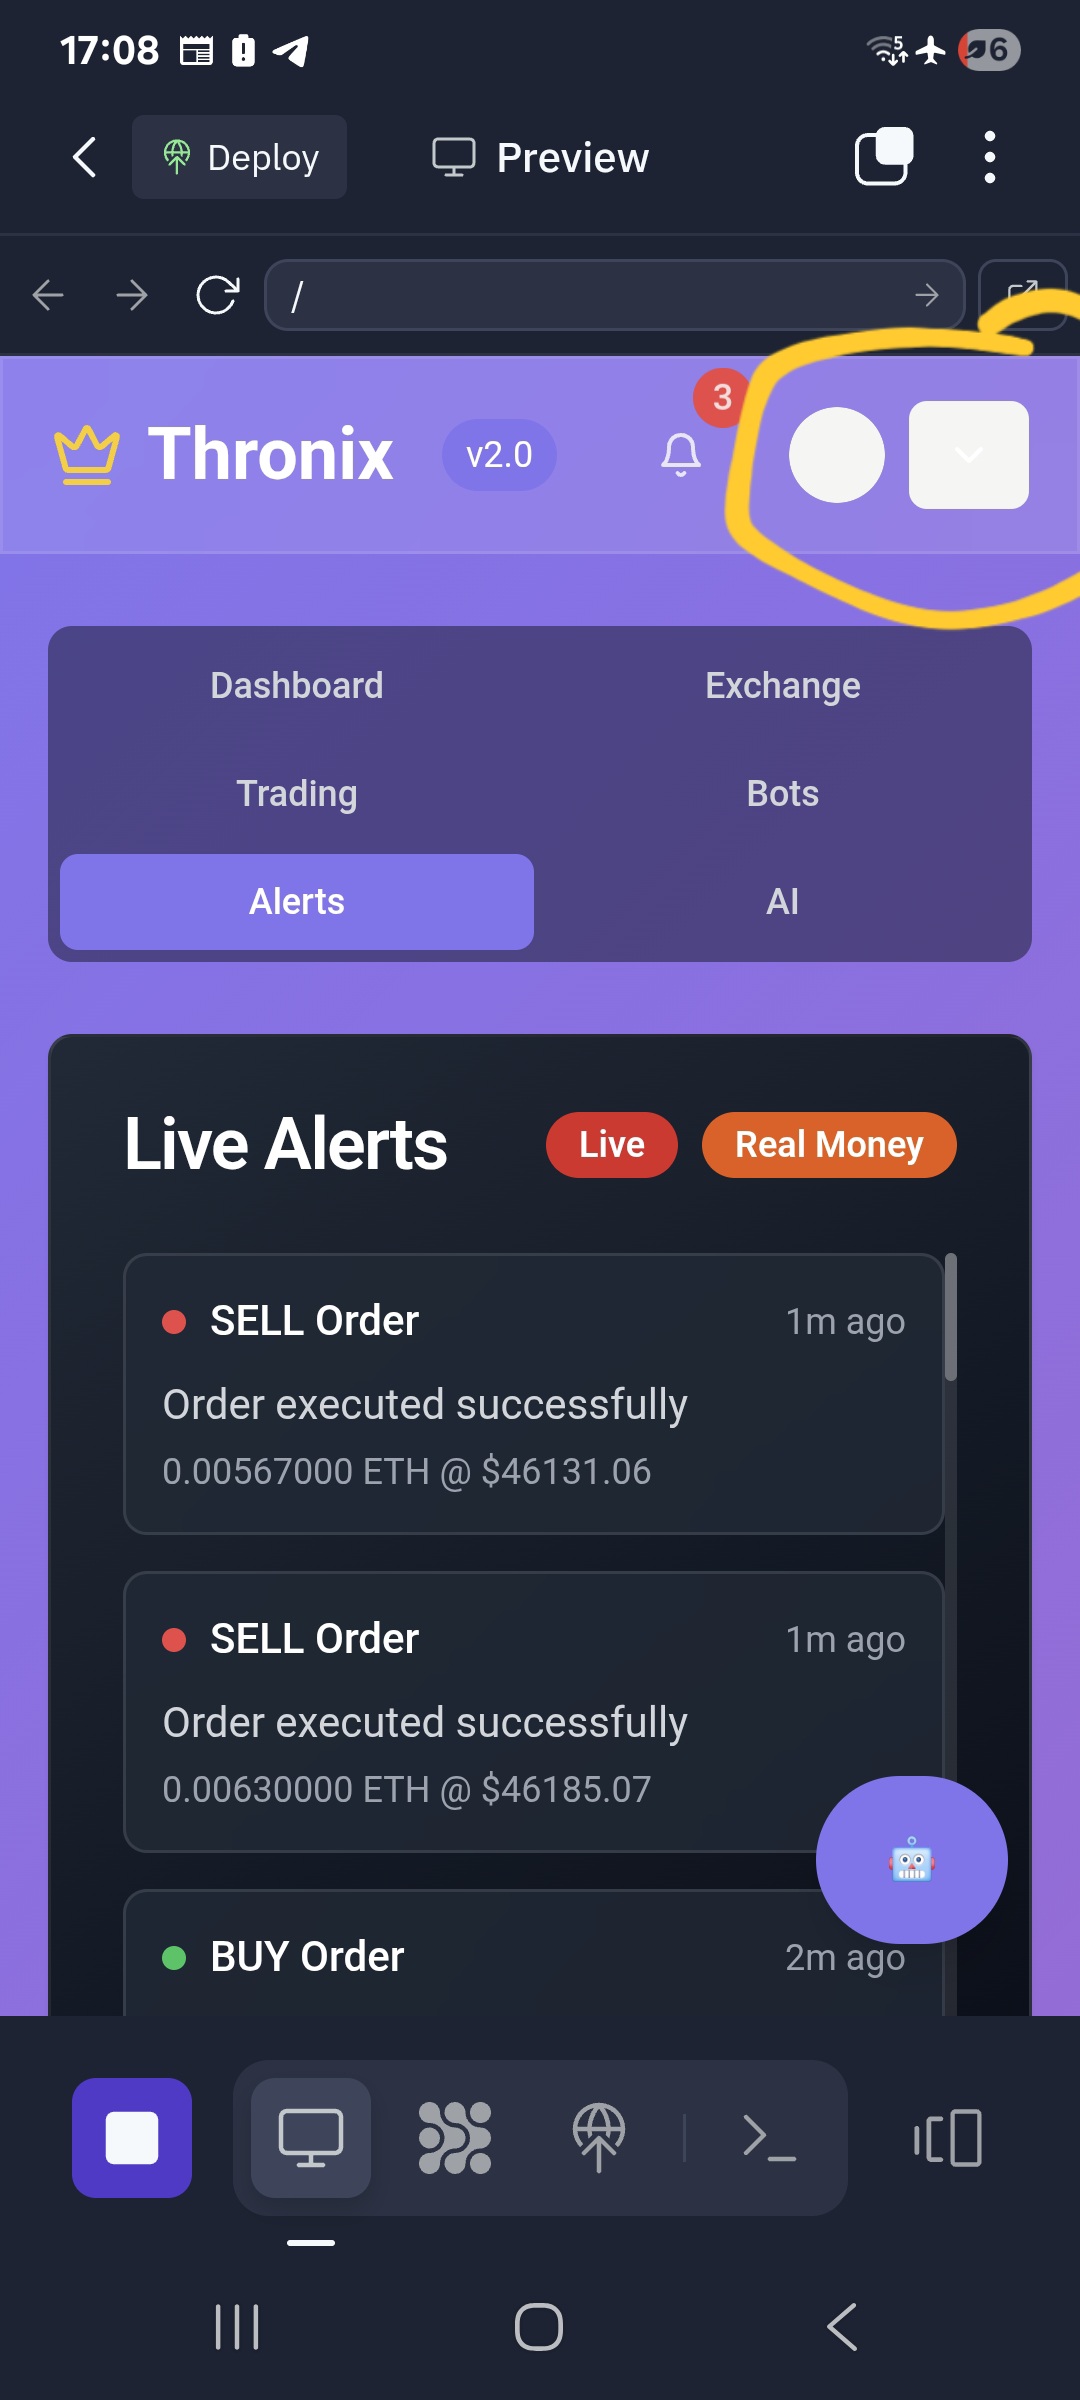 17:08
5
6
Deploy
Preview
/
Thronix
v2.0
3
Dashboard
Exchange
Trading
Bots
Alerts
AI
Live Alerts
Live
Real Money
SELL Order
1m ago
Order executed successfully
0.00567000 ETH @ $46131.06
SELL Order
1m ago
Order executed successfully
0.00630000 ETH @ $46185.07
BUY Order
2m ago